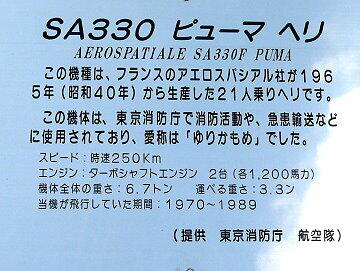 SA330 ピューマ ヘリ
AEROSPATIALE SA330F PUMA
この機種は、フランスのアエロスパシアル社が196
5年（昭和40年）から生産した21人乗りヘリです。
この機体は、東京消防庁で消防活動や、急患輸送など
に使用されており、愛称は「ゆりかもめ」でした。
スピード：時速250Km
エンジン：ターボシャフトエンジン 2台（各1,200馬力）
機体全体の重さ：6.7トン 運べる重さ：3.3ン
当機が飛行していた期間：1970～1989
（提供 東京消防庁 航空隊）